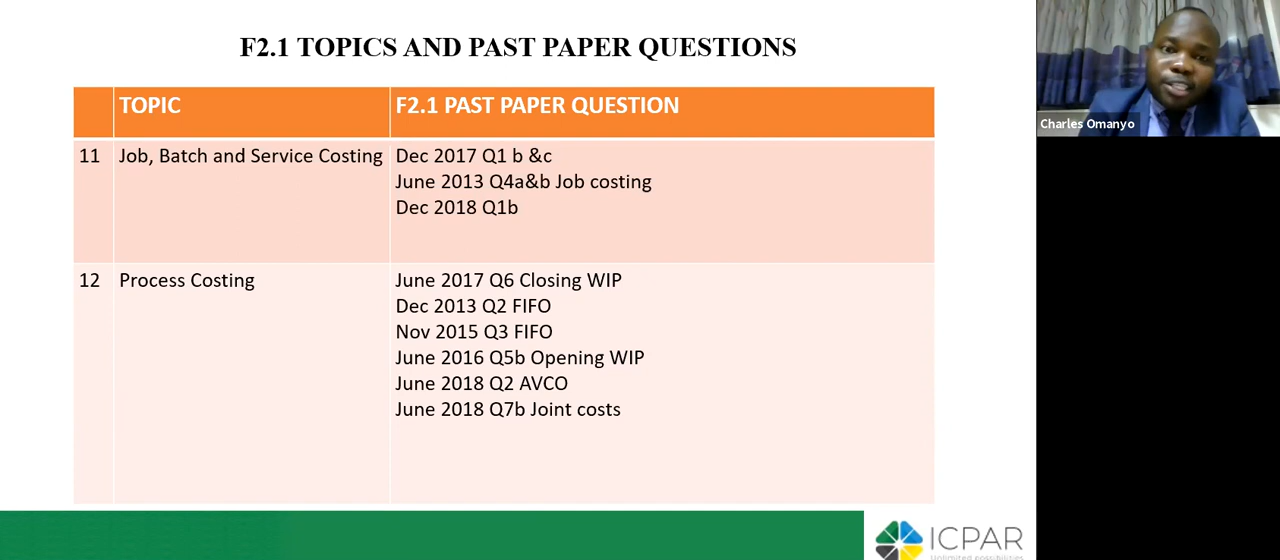 F2.1 TOPICS AND PAST PAPER QUESTIONS
TOPIC
F2.1 PAST PAPER QUESTION
11
Job, Batch and Service Costing
Dec 2017 Q1 b &c
June 2013 Q4a&b Job costing
Dec 2018 Q1b
12
Process Costing
June 2017 Q6 Closing WIP
Dec 2013 Q2 FIFO
Nov 2015 Q3 FIFO
June 2016 Q5b Opening WIP
June 2018 Q2 AVCO
June 2018 Q7b Joint costs
Charles Omanyo
ICPAR
Unlimited possibilities